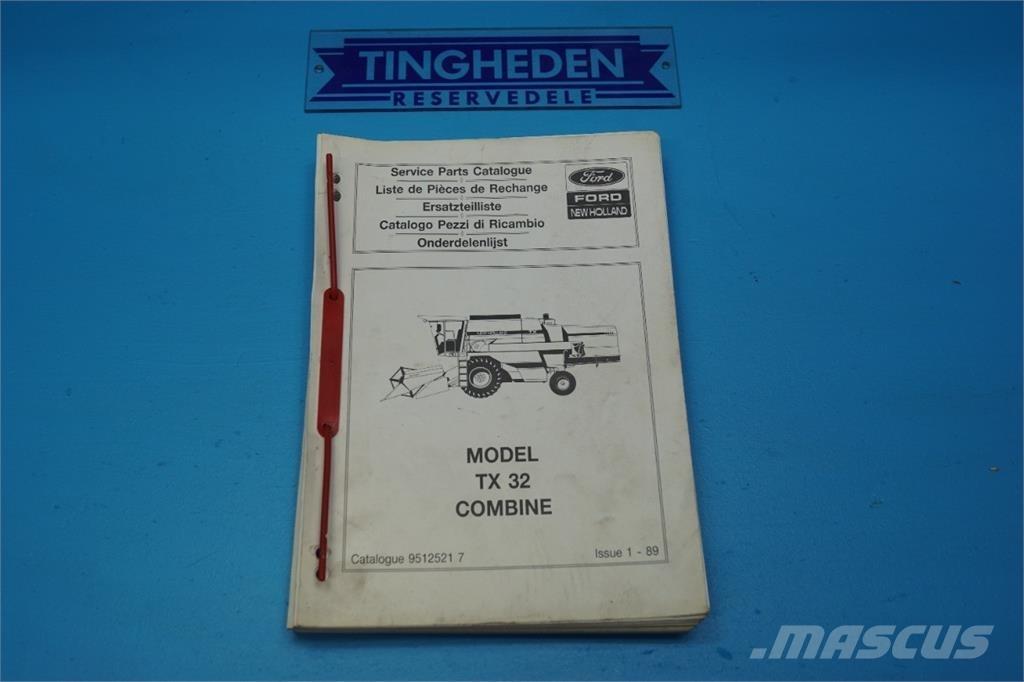 TINGHEDEN
RESERVEDELE
Service Parts Catalogue
Liste de Pièces de Rechange
Ersatzteilliste
Catalogo Pezzi di Ricambio
Onderdelenlijst
Ford
FORD
NEW HOLLAND
TX
MODEL
TX 32
COMBINE
Catalogue 9512521 7
Issue 1 - 89
.MASCUS